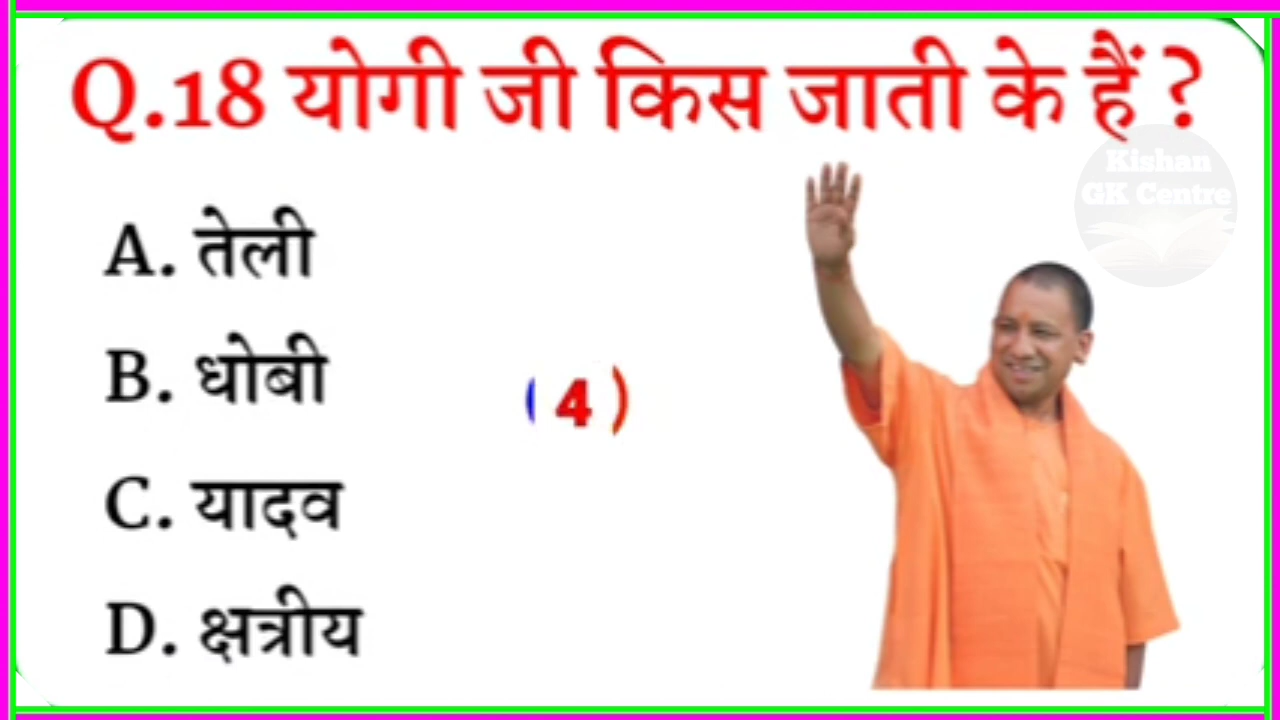 Q.18 योगी जी किस जाती के हैं ?
Kishan
GK Centre
A. तेली
B. धोबी
( 4 )
C. यादव
D. क्षत्रीय